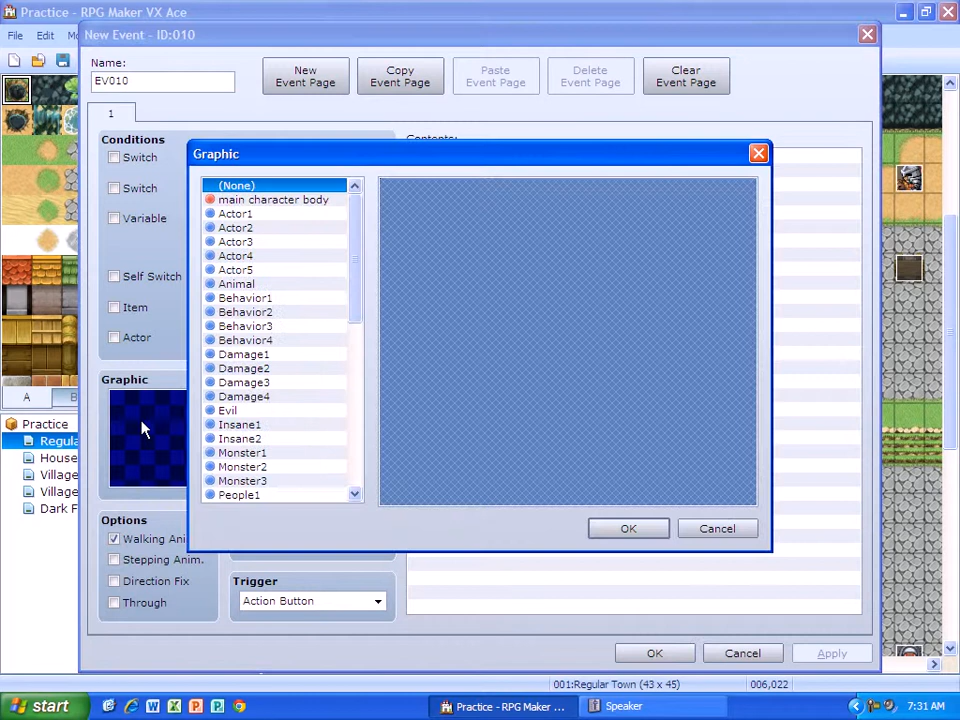 Practice - RPG Maker VX Ace
File Edit
New Event - ID:010
Name:
EV010
New
Event Page
Copy
Event Page
Paste
Event Page
Delete
Event Page
Clear
Event Page
1
Conditions
Switch
Switch
Variable
Self Switch
Item
Actor
Graphic
Options
Walking Ani
Stepping Anim.
Direction Fix
Through
Trigger
Action Button
Contents:
Graphic
(None)
main character body
Actor1
Actor2
Actor3
Actor4
Actor5
Animal
Behavior1
Behavior2
Behavior3
Behavior4
Damage1
Damage2
Damage3
Damage4
Evil
Insane1
Insane2
Monster1
Monster2
Monster3
People1
OK Cancel
OK Cancel Apply
A
Practice
Regula
House
Village
Village
Dark F
001:Regular Town (43 x 45) 006,022
start
Practice - RPG Maker ...
Speaker
7:31 AM